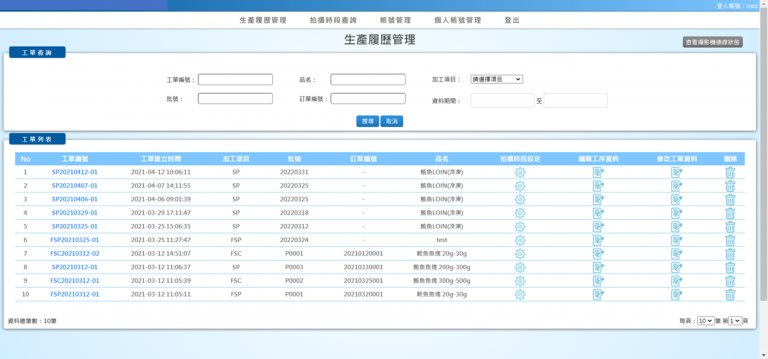 登入帳號：root
生產履歷管理 拍攝時段查詢 帳號管理 個人帳號管理 登出
生產履歷管理
查看攝影機連線狀態
工單查詢
工單編號： 品名： 加工項目： 請選擇項目
批號： 訂單編號： 資料期間： 至
搜尋 取消
工單列表
No 工單編號 工單建立時間 加工項目 批號 訂單編號 品名 拍攝時段設定 編輯工序資料 修改工單資料 刪除
1 SP20210412-01 2021-04-12 10:06:11 SP 20220331 - 鮪魚LOIN(冷凍)
2 SP20210407-01 2021-04-07 14:11:55 SP 20220325 - 鮪魚LOIN(冷凍)
3 SP20210406-01 2021-04-06 09:01:39 SP 20220325 - 鮪魚LOIN(冷凍)
4 SP20210329-01 2021-03-29 17:11:47 SP 20220318 - 鮪魚LOIN(冷凍)
5 SP20210325-01 2021-03-25 15:06:35 SP 20220312 - 鮪魚LOIN(冷凍)
6 FSP20210325-01 2021-03-25 11:27:47 FSP 20220324 - test
7 FSC20210312-02 2021-03-12 14:51:07 FSC P0001 20210120001 魚魚塊 20g-30g
8 SP20210312-01 2021-03-12 11:06:37 SP P0003 20210330001 鮪魚魚塊 200g-300g
9 FSC20210312-01 2021-03-12 11:05:39 FSC P0002 20210325001 鮪魚魚塊 300g-500g
10 FSP20210312-01 2021-03-12 11:05:11 FSP P0001 20210320001 魚魚塊 20g-30g
資料總筆數：10筆 每頁：10筆 第1頁